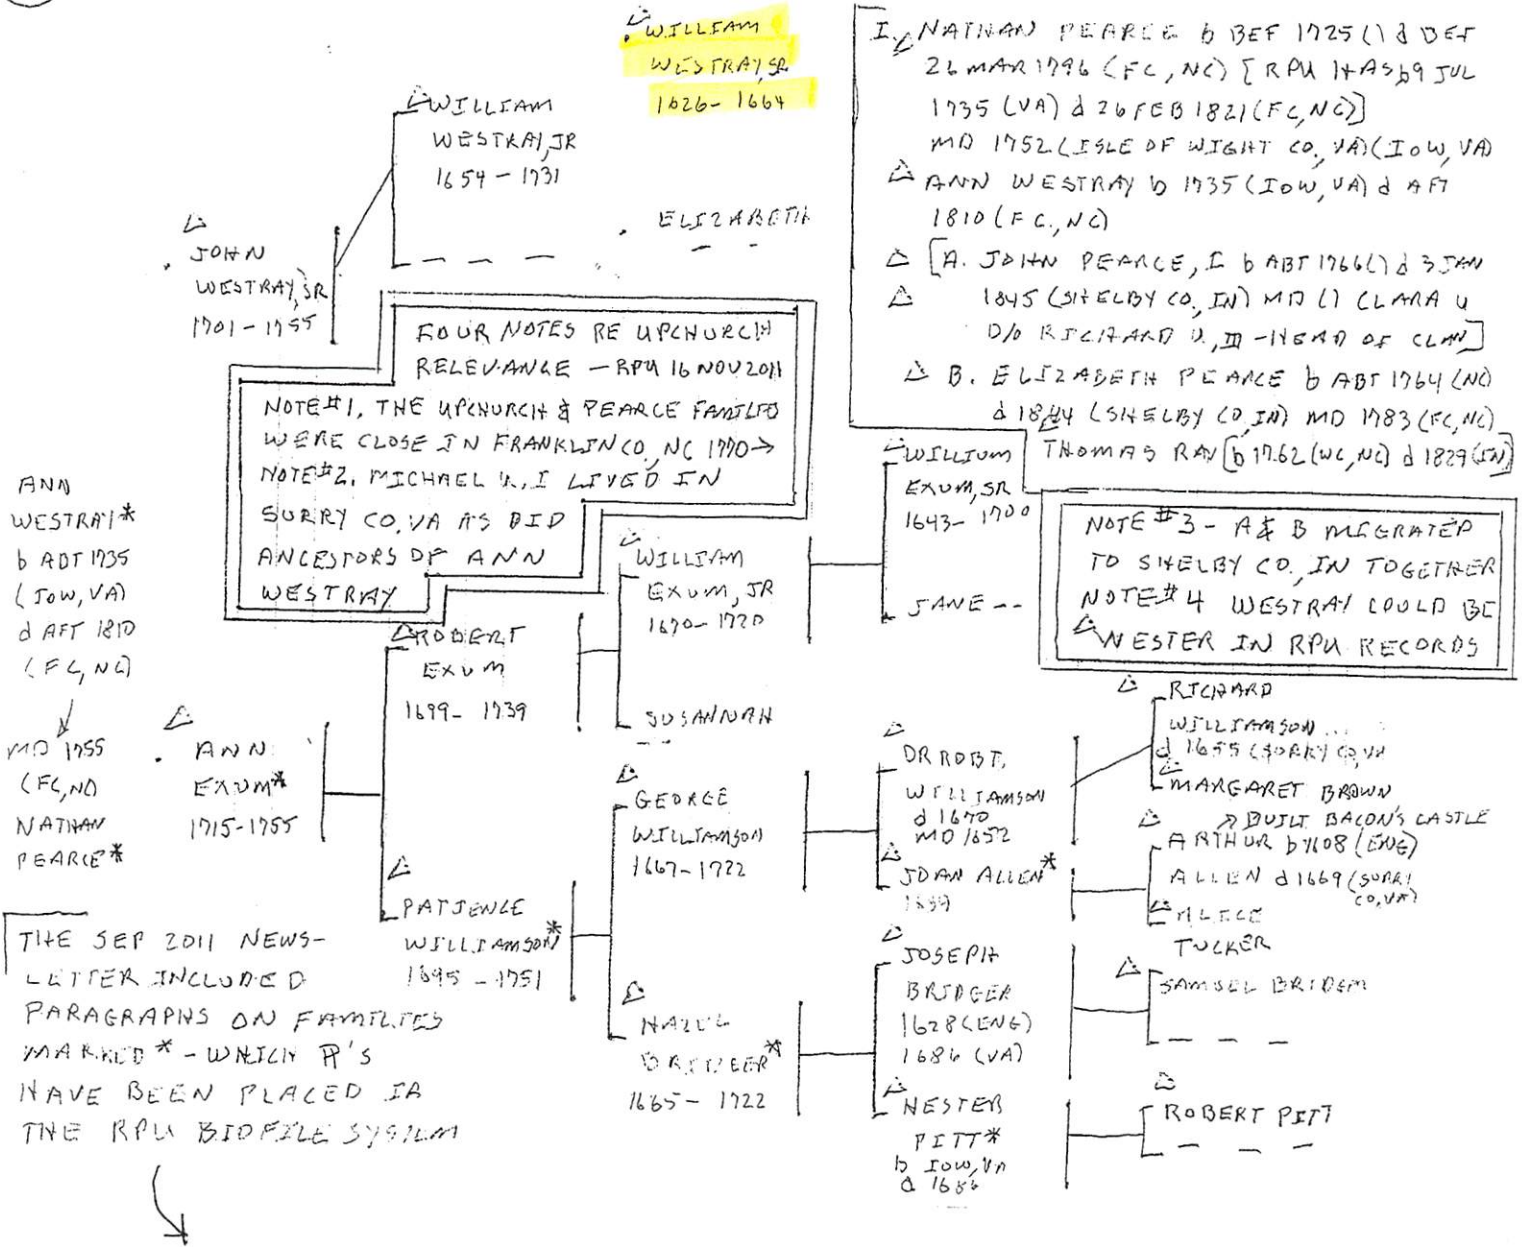 WILLIAM
WESTRAY, SR
1626-1664
WILLIAM
WESTRAY, JR
1654-1731
ELIZABETH
JOHN
WESTRAY, SR
1701-1755
I. NATHAN PEARCE b BEF 1725 () d BEF
26 MAR 1796 (FC, NC) [RPU HAS b 9 JUL
1735 (VA) d 26 FEB 1821 (FC, NC)]
MD 1752 (ISLE OF WIGHT CO., VA) (IOW, VA)
ANN WESTRAY b 1735 (IOW, VA) d AFT
1810 (FC., NC)
[A. JOHN PEARCE, I b ABT 1766 () d 3 JAN
1845 (SHELBY CO., IN) MD () CLARA U
D/O RICHARD U., III - HEAD OF CLAN]
B. ELIZABETH PEARCE b ABT 1764 (NC)
d 1844 (SHELBY CO, IN) MD 1783 (FC, NC)
THOMAS RAY [b 1762 (WC, NC) d 1829 (IN)]
FOUR NOTES RE UPCHURCH
RELEVANCE - RPU 16 NOV 2011
NOTE #1. THE UPCHURCH & PEARCE
WERE CLOSE IN FRANKLIN CO., NC 1770→
NOTE #2. MICHAEL U., I LIVED IN
SURRY CO. VA AS DID
ANCESTORS OF ANN
WESTRAY
NOTE #3 - A & B MIGRATED
TO SHELBY CO., IN TOGETHER
NOTE #4 WESTRAY COULD BE
WESTER IN RPU RECORDS
ANN
WESTRAY*
b ABT 1735
(IOW, VA)
d AFT 1810
(FC, NC)
MD 1755
(FC, NC)
NATHAN
PEARCE*
ANN
EXUM*
1715-1755
ROBERT
EXUM
1699-1739
PATIENCE
WILLIAMSON*
1695-1751
WILLIAM
EXUM, JR
1670-1720
SUSANNAH
--
WILLIUM
EXUM, SR
1643-1700
JANE --
GEORGE
WILLIAMSON
1667-1722
HAZEL
BRIDGER*
1665-1722
DR ROBT,
WILLIAMSON
d 1670
MD 1652
JOAN ALLEN*
JOSEPH
BRIDGER
1628 (ENG)
1686 (VA)
HESTER
PITT*
b IOW, VA
d 1686
RICHARD
WILLIAMSON
d 1655 (SURRY CO, VA
MARGARET BROWN
↗ BUILT BACON'S CASTLE
ARTHUR b 1608 (ENG)
ALLEN d 1669 (SURRY
CO, VA)
ALICE
TUCKER
SAMUEL
ROBERT PITT
THE SEP 2011 NEWS-
LETTER INCLUDED
PARAGRAPHS ON FAMILIES
MARKED * - WHICH ¶'S
HAVE BEEN PLACED IN
THE RPU BIOFILE SYSTEM